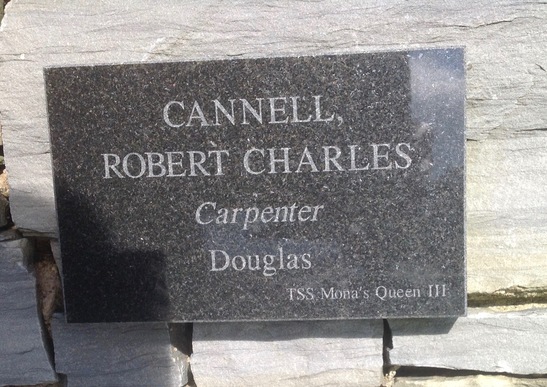 CANNELL,
ROBERT CHARLES
Carpenter
Douglas
TSS Mona's Queen III